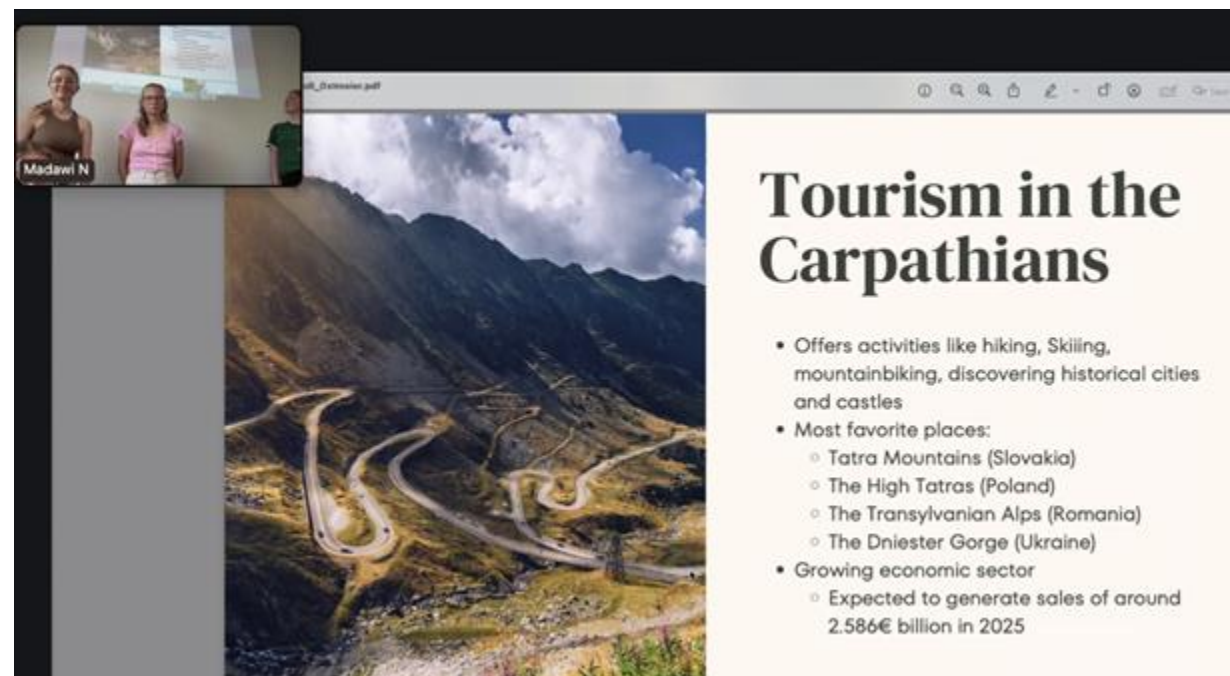 Madawi N
Tourism in the
Carpathians
• Offers activities like hiking, Skiiing,
mountainbiking, discovering historical cities
and castles
• Most favorite places:
◦ Tatra Mountains (Slovakia)
◦ The High Tatras (Poland)
◦ The Transylvanian Alps (Romania)
◦ The Dniester Gorge (Ukraine)
• Growing economic sector
◦ Expected to generate sales of around
2.586€ billion in 2025